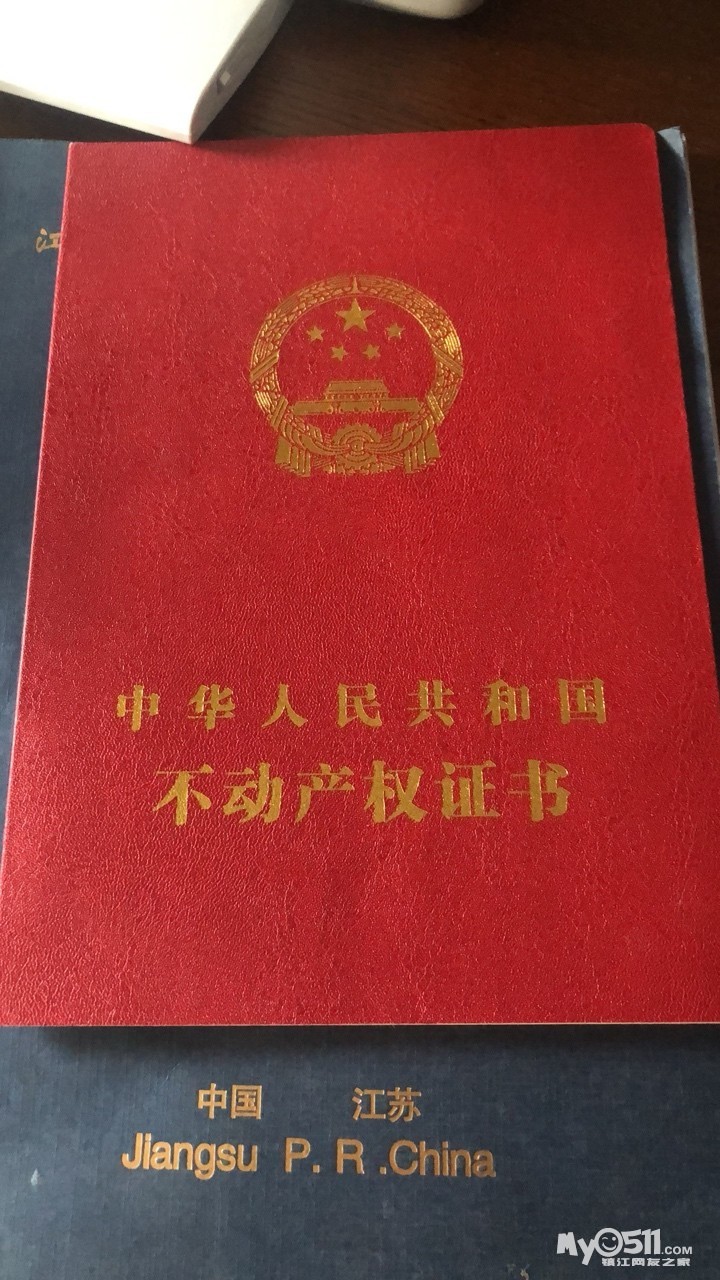 江
中华人民共和国
不动产权证书
中国 江苏
Jiangsu P. R .China
My0511.COM
镇江网友之家